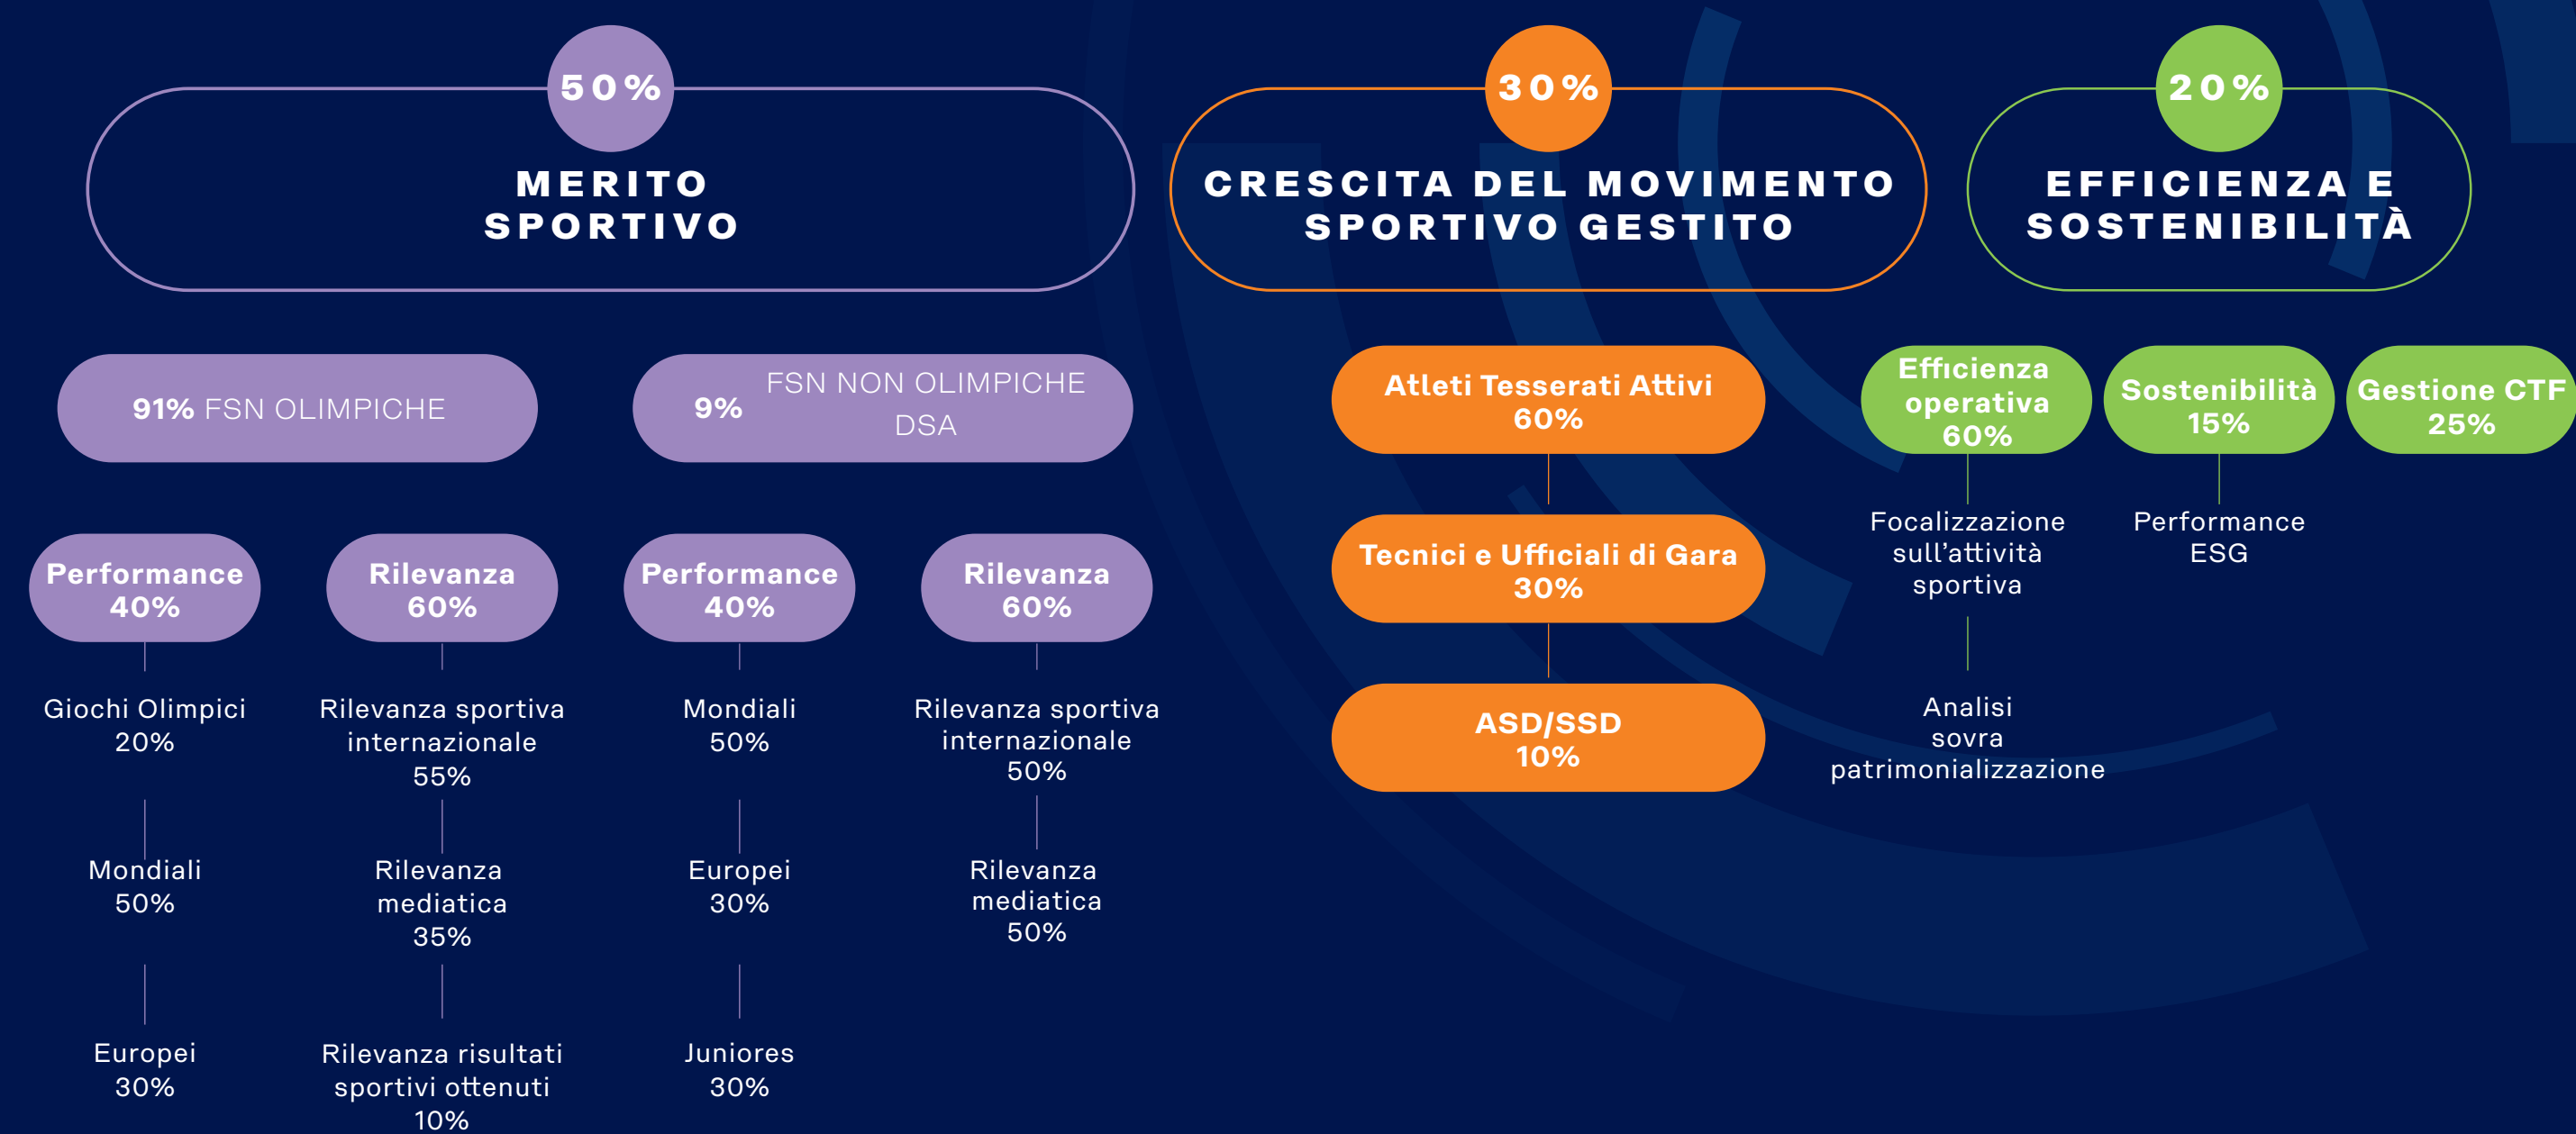 50%
MERITO
SPORTIVO
91% FSN OLIMPICHE
9%
FSN NON OLIMPICHE
DSA
Performance
40%
Giochi Olimpici
20%
Mondiali
50%
Europei
30%
Rilevanza
60%
Rilevanza sportiva
internazionale
55%
Rilevanza
mediatica
35%
Rilevanza risultati
sportivi ottenuti
10%
Performance
40%
Mondiali
50%
Europei
30%
Juniores
30%
Rilevanza
60%
Rilevanza sportiva
internazionale
50%
Rilevanza
mediatica
50%
30%
CRESCITA DEL MOVIMENTO
SPORTIVO GESTITO
Atleti Tesserati Attivi
60%
Tecnici e Ufficiali di Gara
30%
ASD/SSD
10%
20%
EFFICIENZA E
SOSTENIBILITÀ
Efficienza
operativa
60%
Focalizzazione
sull'attività
sportiva
Analisi
sovra
patrimonializzazione
Sostenibilità
15%
Performance
ESG
Gestione CTF
25%